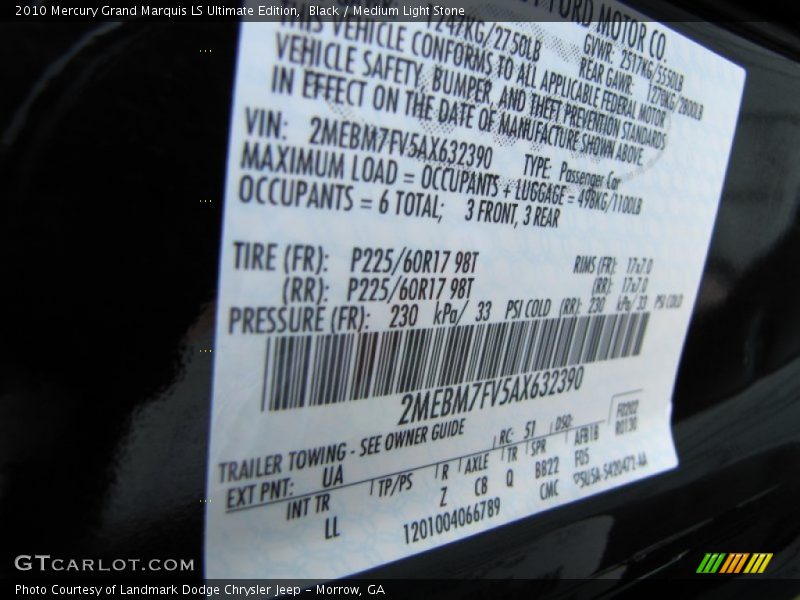 2010 Mercury Grand Marquis LS Ultimate Edition, Black / Medium Light Stone
FORD MOTOR CO.
1247KG/2750LB GVWR: 2517KG/5550LB
REAR GAWR: 1270KG/2800LB
THIS VEHICLE CONFORMS TO ALL APPLICABLE FEDERAL MOTOR
VEHICLE SAFETY, BUMPER, AND THEFT PREVENTION STANDARDS
IN EFFECT ON THE DATE OF MANUFACTURE SHOWN ABOVE.
VIN: 2MEBM7FV5AX632390 TYPE: Passenger Car
MAXIMUM LOAD = OCCUPANTS + LUGGAGE = 498KG/1100LB
OCCUPANTS = 6 TOTAL; 3 FRONT, 3 REAR
TIRE (FR): P225/60R17 98T RIMS (FR): 17x7.0
(RR): P225/60R17 98T (RR): 17x7.0
PRESSURE (FR): 230 kPa/ 33 PSI COLD (RR): 230 kPa/ 33 PSI COLD
2MEBM7FV5AX632390
TRAILER TOWING - SEE OWNER GUIDE RC: 51 DSO:
EXT PNT: UA
F0202
R0130
INT TR TP/PS R AXLE TR SPR AFB18
LL Z C8 Q BB22 FDS
1201004066789 CMC
GTCARLOT.COM
Photo Courtesy of Landmark Dodge Chrysler Jeep - Morrow, GA